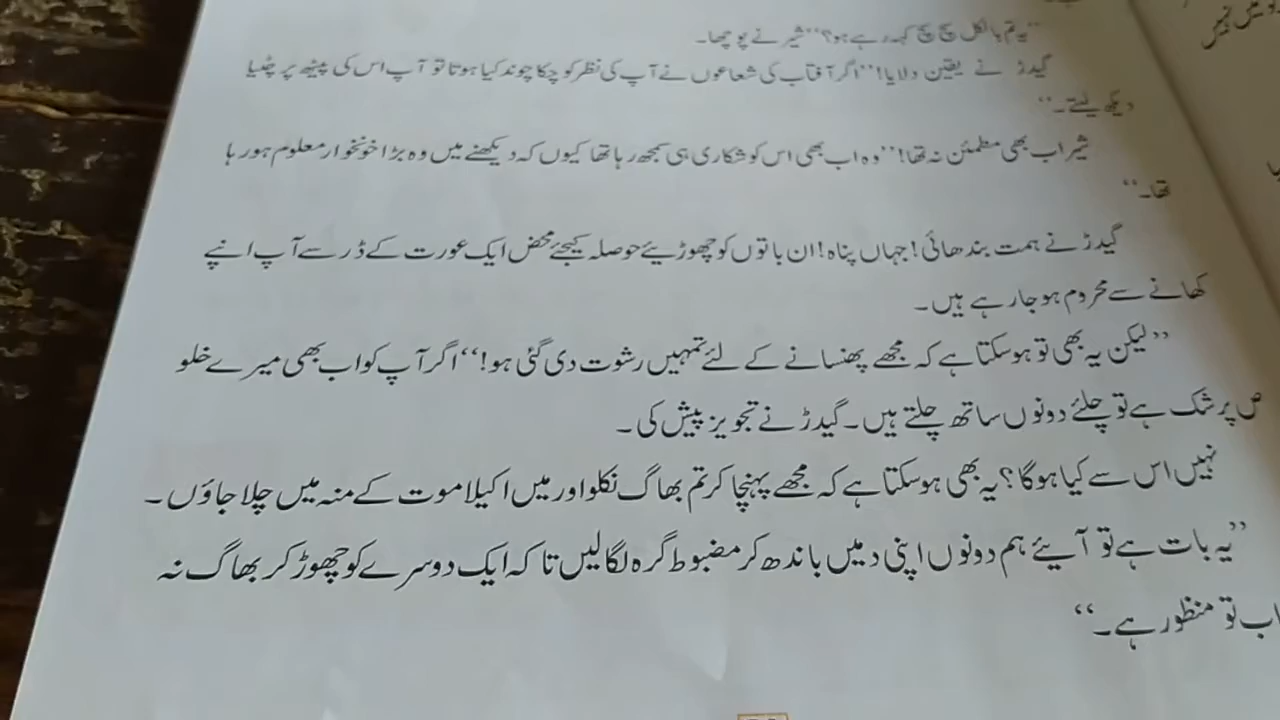 ”یہ تم بالکل سچ سچ کہہ رہے ہو؟“ شیر نے پوچھا۔
گیدڑ نے یقین دلایا!”اگر آفتاب کی شعاعوں نے آپ کی نظر کو چکا چوند کیا ہوتا تو آپ اس کی پیٹھ پر چٹیا
دیکھ لیتے۔“
شیر اب بھی مطمئن نہ تھا!”وہ اب بھی اس کو شکاری ہی سمجھ رہا تھا کیوں کہ دیکھنے میں وہ بڑا خونخوار معلوم ہو رہا
تھا۔“
گیدڑ نے ہمت بندھائی! جہاں پناہ! ان باتوں کو چھوڑیئے حوصلہ کیجئے محض ایک عورت کے ڈر سے آپ اپنے
کھانے سے محروم ہو جا رہے ہیں۔
”لیکن یہ بھی تو ہو سکتا ہے کہ مجھے پھنسانے کے لئے تمہیں رشوت دی گئی ہو!“ اگر آپ کو اب بھی میرے خلو
ص پر شک ہے تو چلئے دونوں ساتھ چلتے ہیں۔ گیدڑ نے تجویز پیش کی۔
نہیں اس سے کیا ہوگا؟ یہ بھی ہو سکتا ہے کہ مجھے پہنچا کر تم بھاگ نکلو اور میں اکیلا موت کے منہ میں چلا جاؤں۔
”یہ بات ہے تو آیئے ہم دونوں اپنی دمیں باندھ کر مضبوط گرہ لگا لیں تا کہ ایک دوسرے کو چھوڑ کر بھاگ نہ
اب تو منظور ہے۔“
میں نہیں